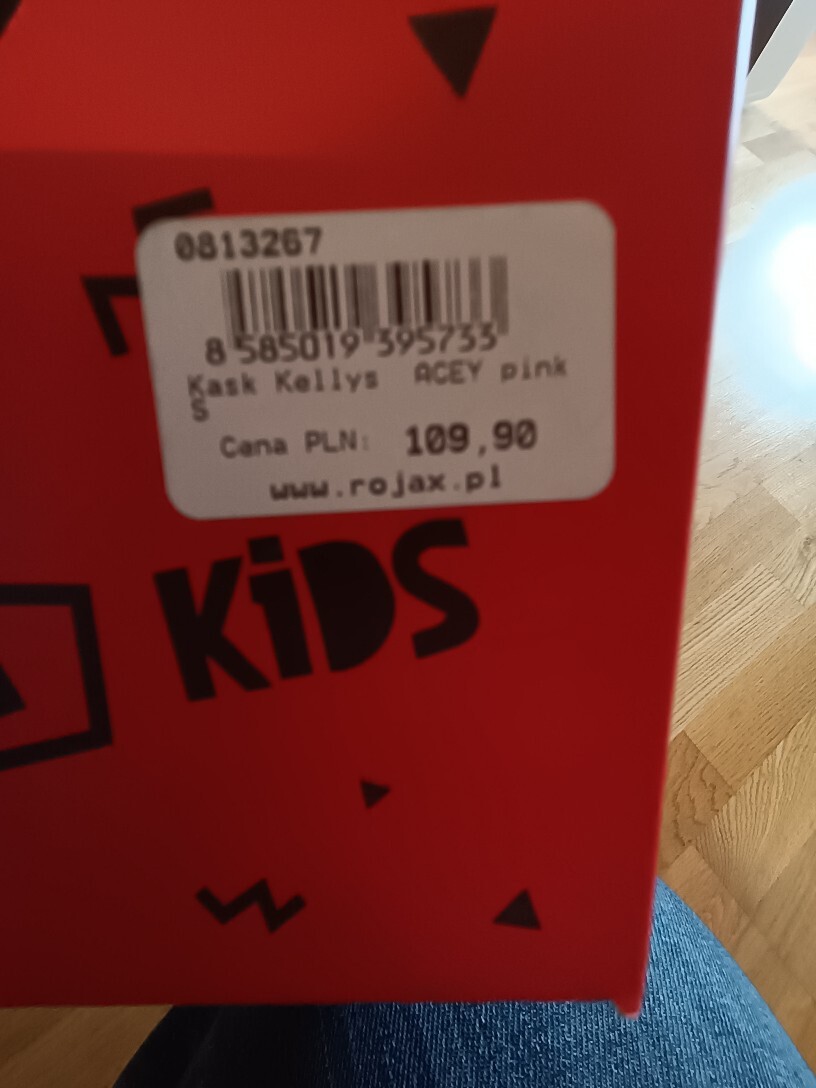 0813267
8 585019 395733
Kask Kellys ACEY pink
S
Cena PLN: 109,90
www.rojax.pl
KiDS